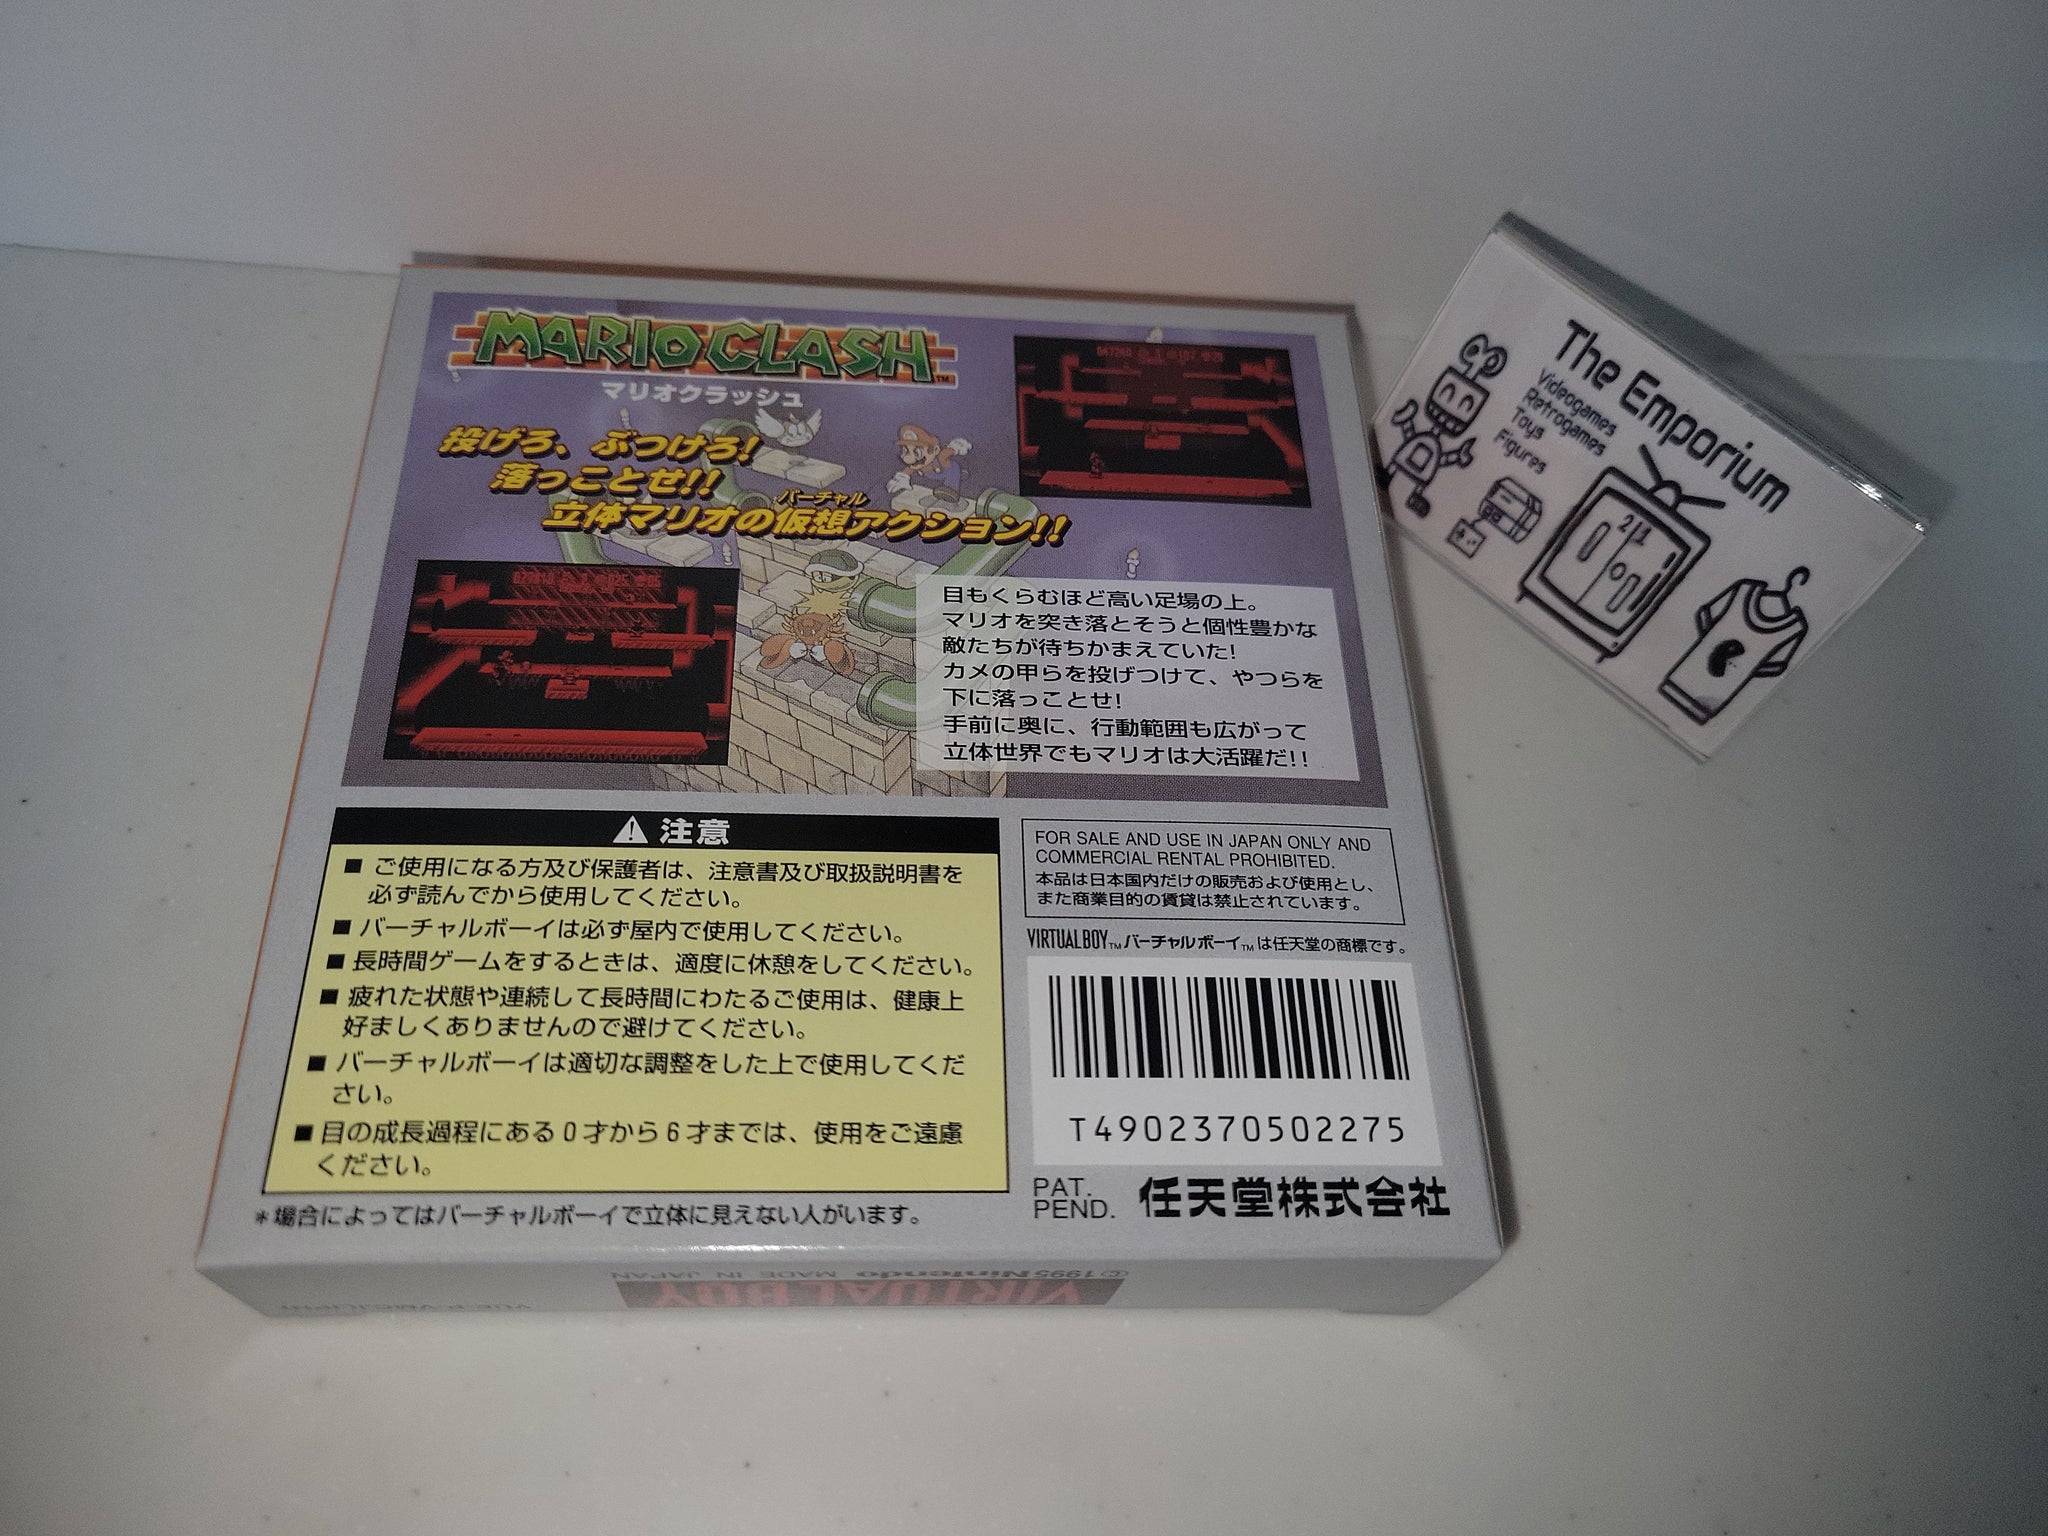 MARIO CLASH™
マリオクラッシュ
投げろ、ぶつけろ!
落っことせ!!
バーチャル
立体マリオの仮想アクション!!
目もくらむほど高い足場の上。
マリオを突き落とそうと個性豊かな
敵たちが待ちかまえていた!
カメの甲らを投げつけて、やつらを
下に落っことせ!
手前に奥に、行動範囲も広がって
立体世界でもマリオは大活躍だ!!
注意
■ ご使用になる方及び保護者は、注意書及び取扱説明書を
必ず読んでから使用してください。
■ バーチャルボーイは必ず屋内で使用してください。
■ 長時間ゲームをするときは、適度に休憩をしてください。
■ 疲れた状態や連続して長時間にわたるご使用は、健康上
好ましくありませんので避けてください。
■ バーチャルボーイは適切な調整をした上で使用してくだ
さい。
■ 目の成長過程にある0才から6才までは、使用をご遠慮
ください。
*場合によってはバーチャルボーイで立体に見えない人がいます。
FOR SALE AND USE IN JAPAN ONLY AND
COMMERCIAL RENTAL PROHIBITED.
本品は日本国内だけの販売および使用とし、
また商業目的の賃貸は禁止されています。
VIRTUAL BOY™バーチャルボーイ™は任天堂の商標です。
T4902370502275
PAT.
PEND.
任天堂株式会社
©1995 Nintendo MADE IN JAPAN
VIRTUAL BOY
The Emporium
Videogames
Retrogames
Toys
Figures
21